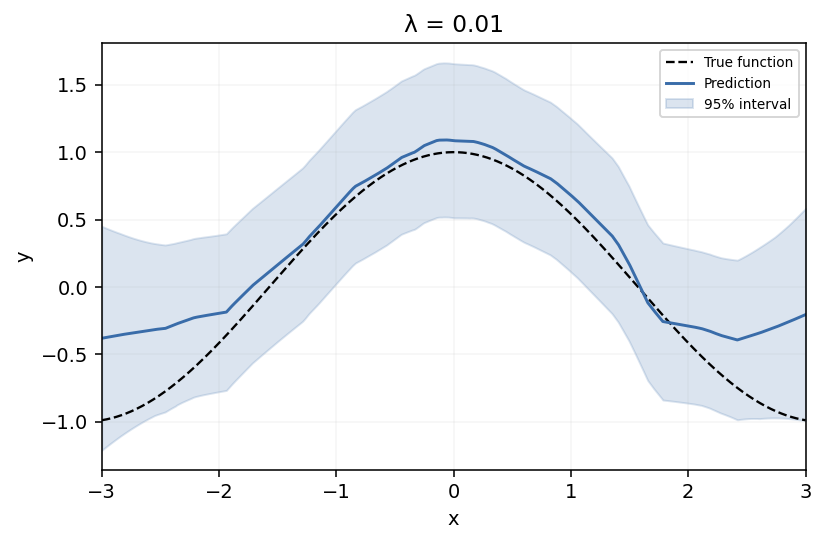 λ = 0.01
True function
Prediction
95% interval
1.5
1.0
0.5
0.0
−0.5
−1.0
y
−3
−2
−1
0
1
2
3
x